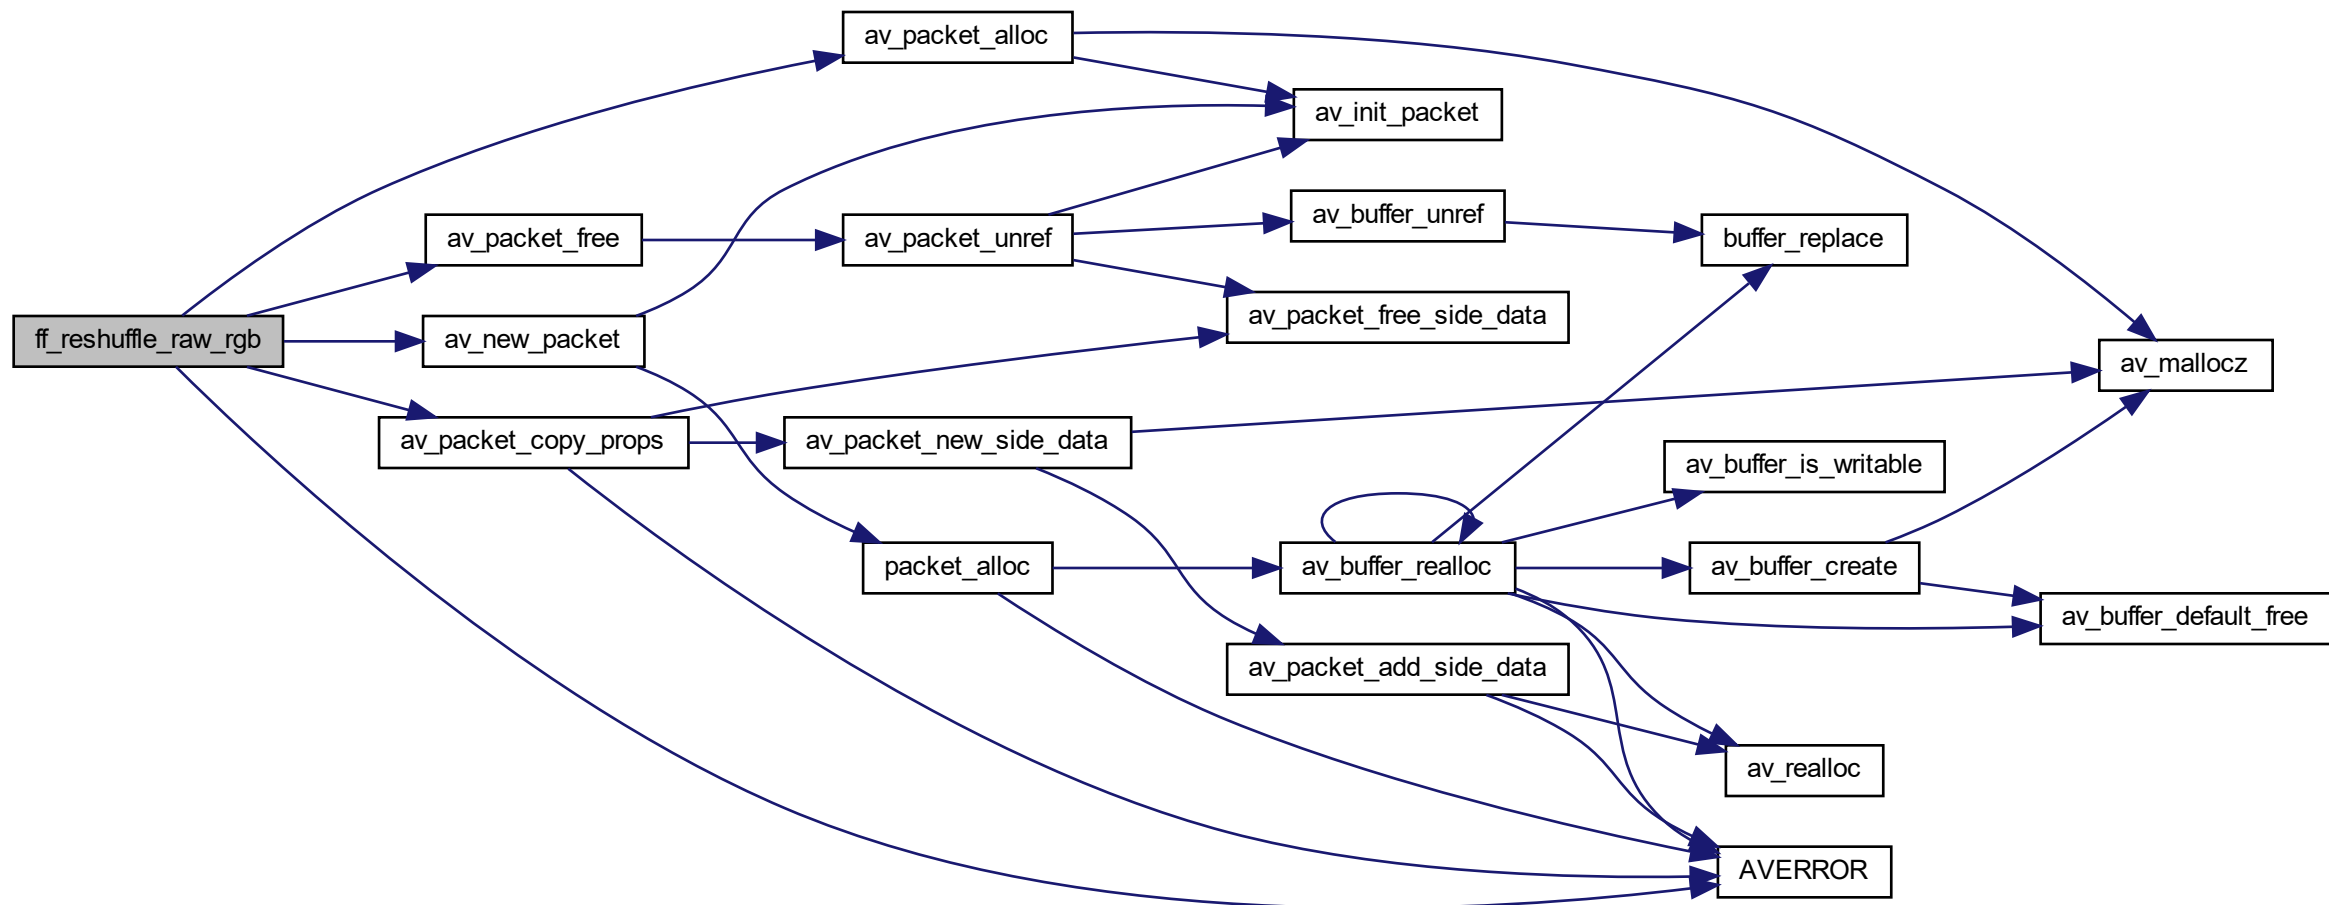 av_packet_alloc
av_init_packet
av_buffer_unref
av_packet_free
av_packet_unref
buffer_replace
av_packet_free_side_data
ff_reshuffle_raw_rgb
av_new_packet
av_mallocz
av_packet_copy_props
av_packet_new_side_data
av_buffer_is_writable
packet_alloc
av_buffer_realloc
av_buffer_create
av_buffer_default_free
av_packet_add_side_data
av_realloc
AVERROR